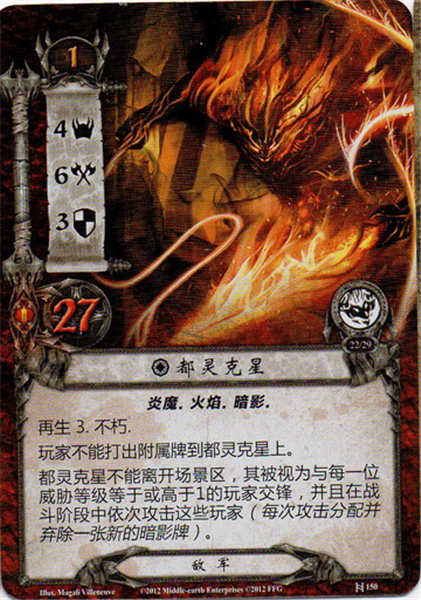 1
4
6
3
27
22/29
都灵克星
炎魔. 火焰. 暗影.
再生 3. 不朽.
玩家不能打出附属牌到都灵克星上。
都灵克星不能离开场景区，其被视为与每一位
威胁等级等于或高于1的玩家交锋，并且在战
斗阶段中依次攻击这些玩家（每次攻击分配并
弃除一张新的暗影牌）。
敌军
Illus. Magali Villeneuve
©2012 Middle-earth Enterprises ©2012 FFG
150